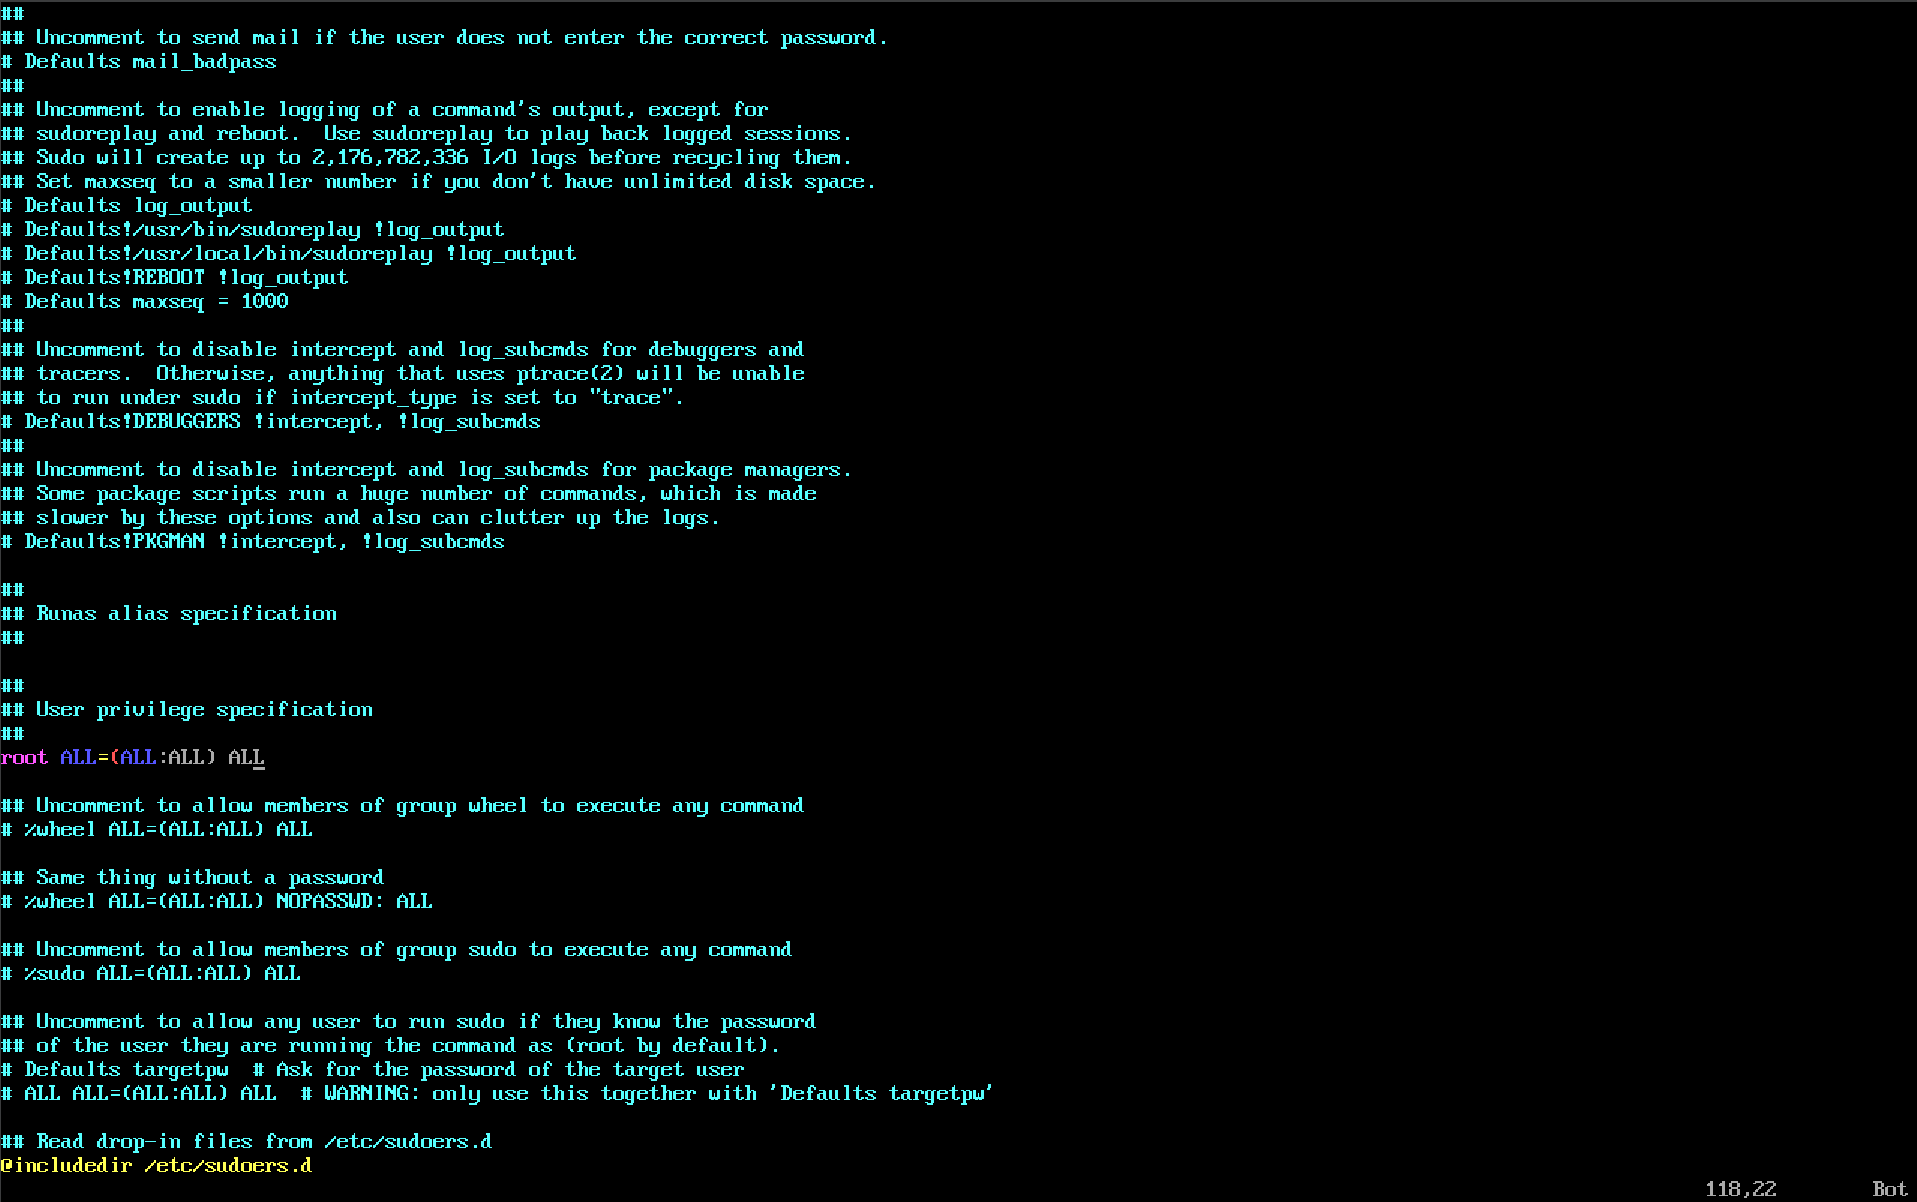 ##
## Uncomment to send mail if the user does not enter the correct password.
# Defaults mail_badpass
##
## Uncomment to enable logging of a command's output, except for
## sudoreplay and reboot.  Use sudoreplay to play back logged sessions.
## Sudo will create up to 2,176,782,336 I/O logs before recycling them.
## Set maxseq to a smaller number if you don't have unlimited disk space.
# Defaults log_output
# Defaults!/usr/bin/sudoreplay !log_output
# Defaults!/usr/local/bin/sudoreplay !log_output
# Defaults!REBOOT !log_output
# Defaults maxseq = 1000
##
## Uncomment to disable intercept and log_subcmds for debuggers and
## tracers.  Otherwise, anything that uses ptrace(2) will be unable
## to run under sudo if intercept_type is set to "trace".
# Defaults!DEBUGGERS !intercept, !log_subcmds
##
## Uncomment to disable intercept and log_subcmds for package managers.
## Some package scripts run a huge number of commands, which is made
## slower by these options and also can clutter up the logs.
# Defaults!PKGMAN !intercept, !log_subcmds

##
## Runas alias specification
##

##
## User privilege specification
##
root ALL=(ALL:ALL) ALL

## Uncomment to allow members of group wheel to execute any command
# %wheel ALL=(ALL:ALL) ALL

## Same thing without a password
# %wheel ALL=(ALL:ALL) NOPASSWD: ALL

## Uncomment to allow members of group sudo to execute any command
# %sudo ALL=(ALL:ALL) ALL

## Uncomment to allow any user to run sudo if they know the password
## of the user they are running the command as (root by default).
# Defaults targetpw  # Ask for the password of the target user
# ALL ALL=(ALL:ALL) ALL  # WARNING: only use this together with 'Defaults targetpw'

## Read drop-in files from /etc/sudoers.d
@includedir /etc/sudoers.d
118,22 Bot